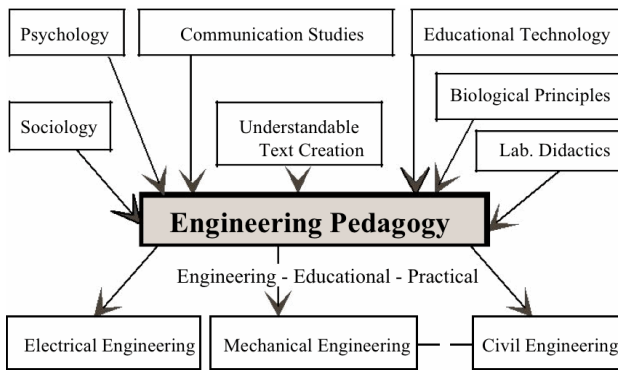 Psychology
Communication Studies
Educational Technology
Biological Principles
Sociology
Understandable
Text Creation
Lab. Didactics
Engineering Pedagogy
Engineering - Educational - Practical
Electrical Engineering
Mechanical Engineering
Civil Engineering